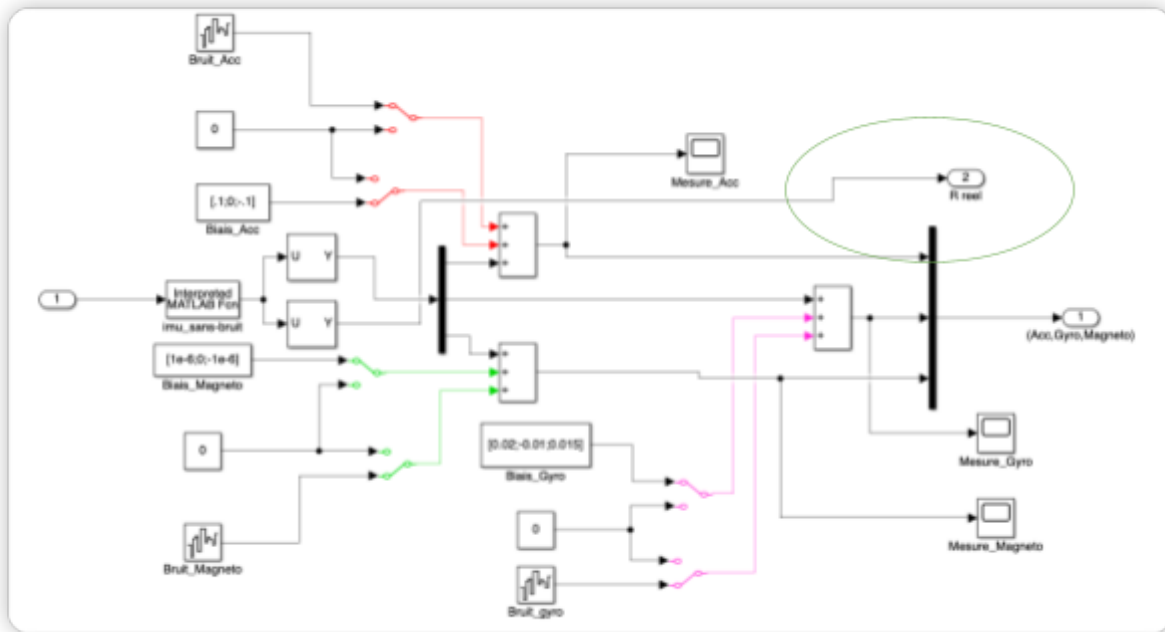 Bruit_Acc
0
[.1;0;-.1]
Biais_Acc
Mesure_Acc
2
R reel
U Y
1
Interpreted
MATLAB Fcn
imu_sans-bruit
U Y
+
+
+
+
+
+
1
(Acc,Gyro,Magneto)
[1e-6;0;-1e-6]
Biais_Magneto
+
+
+
0
[0.02;-0.01;0.015]
Biais_Gyro
Mesure_Gyro
0
Bruit_Magneto
Mesure_Magneto
Bruit_gyro